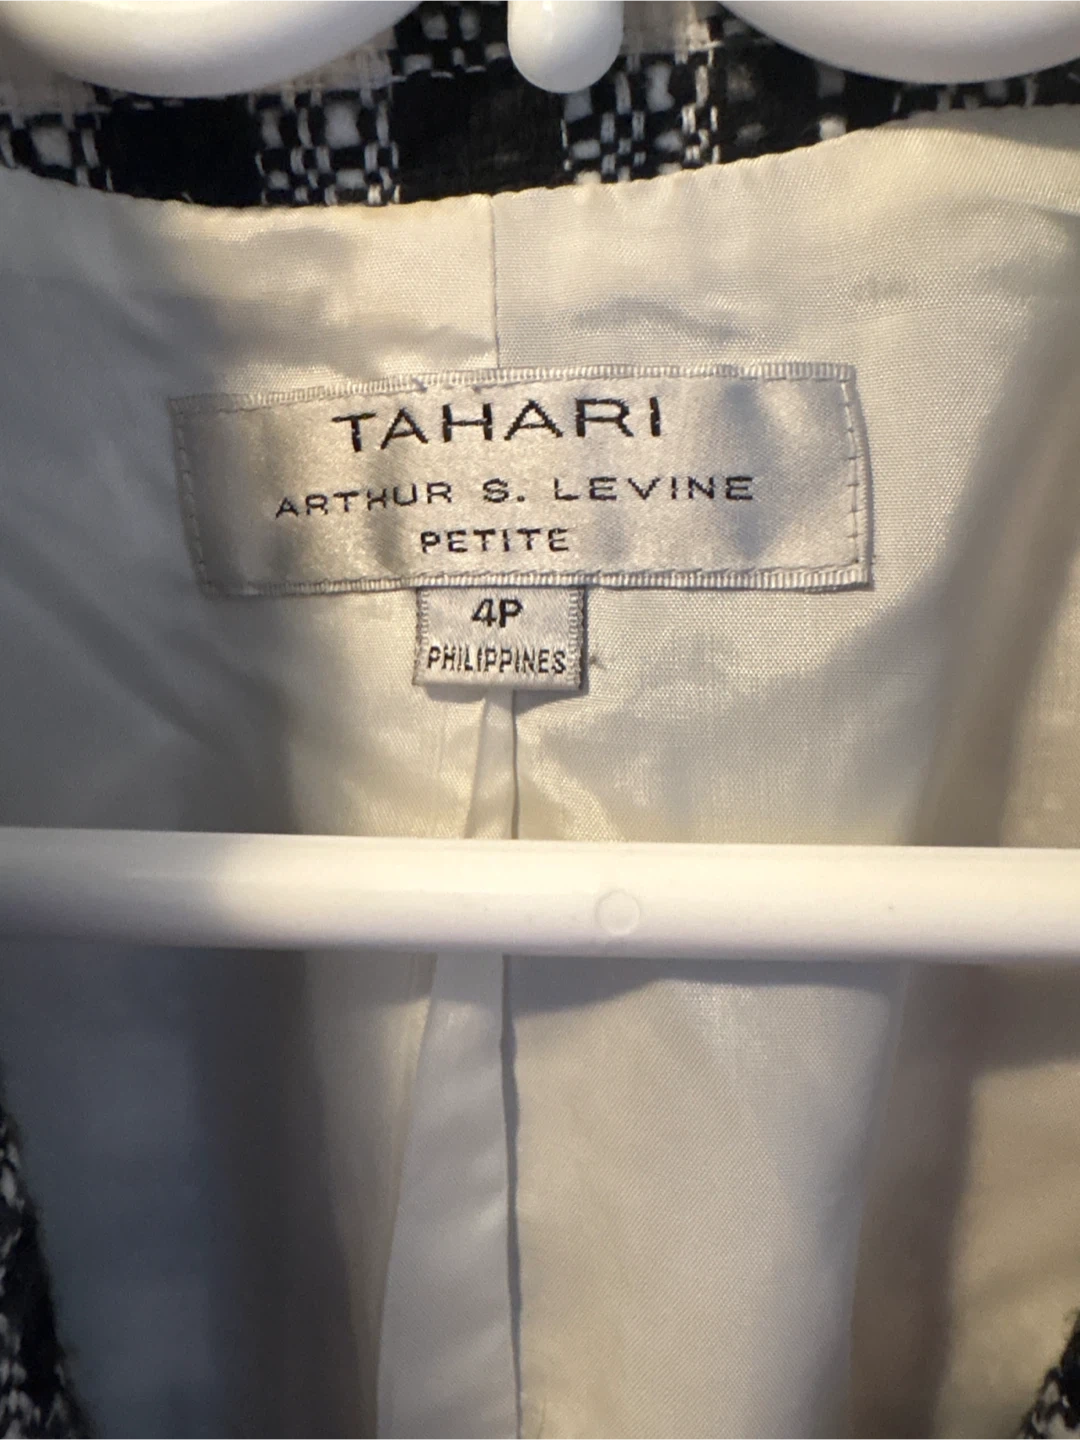 TAHARI
ARTHUR S. LEVINE
PETITE
4P
PHILIPPINES